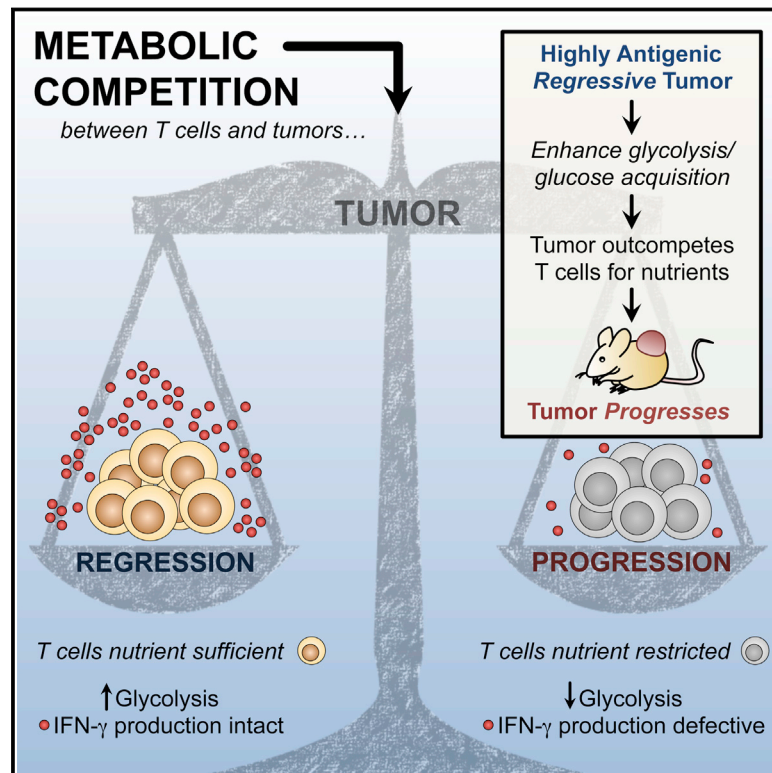 METABOLIC
COMPETITION
between T cells and tumors…
Highly Antigenic
Regressive Tumor
Enhance glycolysis/
glucose acquisition
Tumor outcompetes
T cells for nutrients
Tumor Progresses
TUMOR
REGRESSION
PROGRESSION
T cells nutrient sufficient
↑ Glycolysis
IFN-γ production intact
T cells nutrient restricted
↓ Glycolysis
IFN-γ production defective